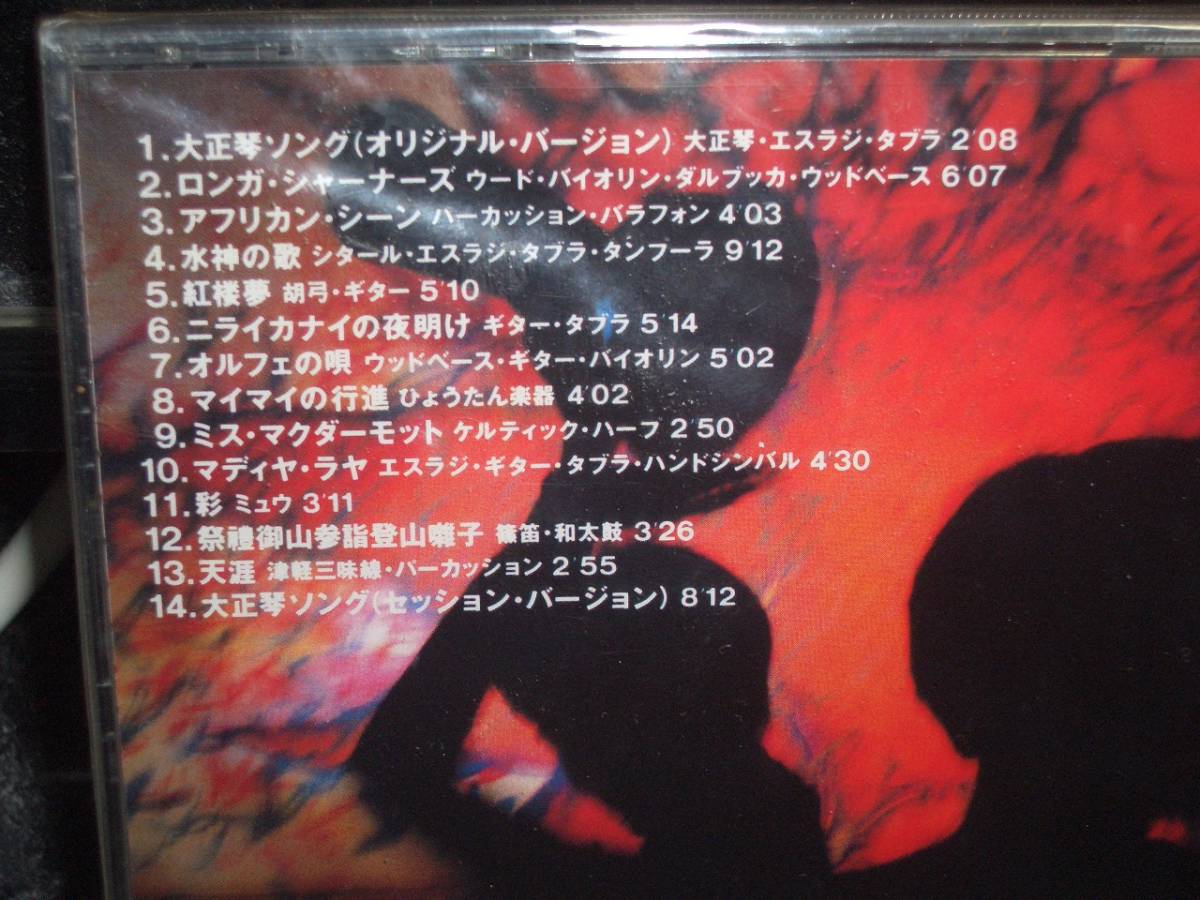 1.大正琴ソング(オリジナル・バージョン) 大正琴・エスラジ・タブラ 2'08
2.ロンガ・シャーナーズ ウード・バイオリン・ダルブッカ・ウッドベース 6'07
3.アフリカン・シーン パーカッション・バラフォン 4'03
4.水神の歌 シタール・エスラジ・タブラ・タンプーラ 9'12
5.紅楼夢 胡弓・ギター 5'10
6.ニライカナイの夜明け ギター・タブラ 5'14
7.オルフェの唄 ウッドベース・ギター・バイオリン 5'02
8.マイマイの行進 ひょうたん楽器 4'02
9.ミス・マクダーモット ケルティック・ハープ 2'50
10.マディヤ・ラヤ エスラジ・ギター・タブラ・ハンドシンバル 4'30
11.彩 ミュウ 3'11
12.祭禮御山参詣登山囃子 篠笛・和太鼓 3'26
13.天涯 津軽三味線・パーカッション 2'55
14.大正琴ソング(セッション・バージョン) 8'12